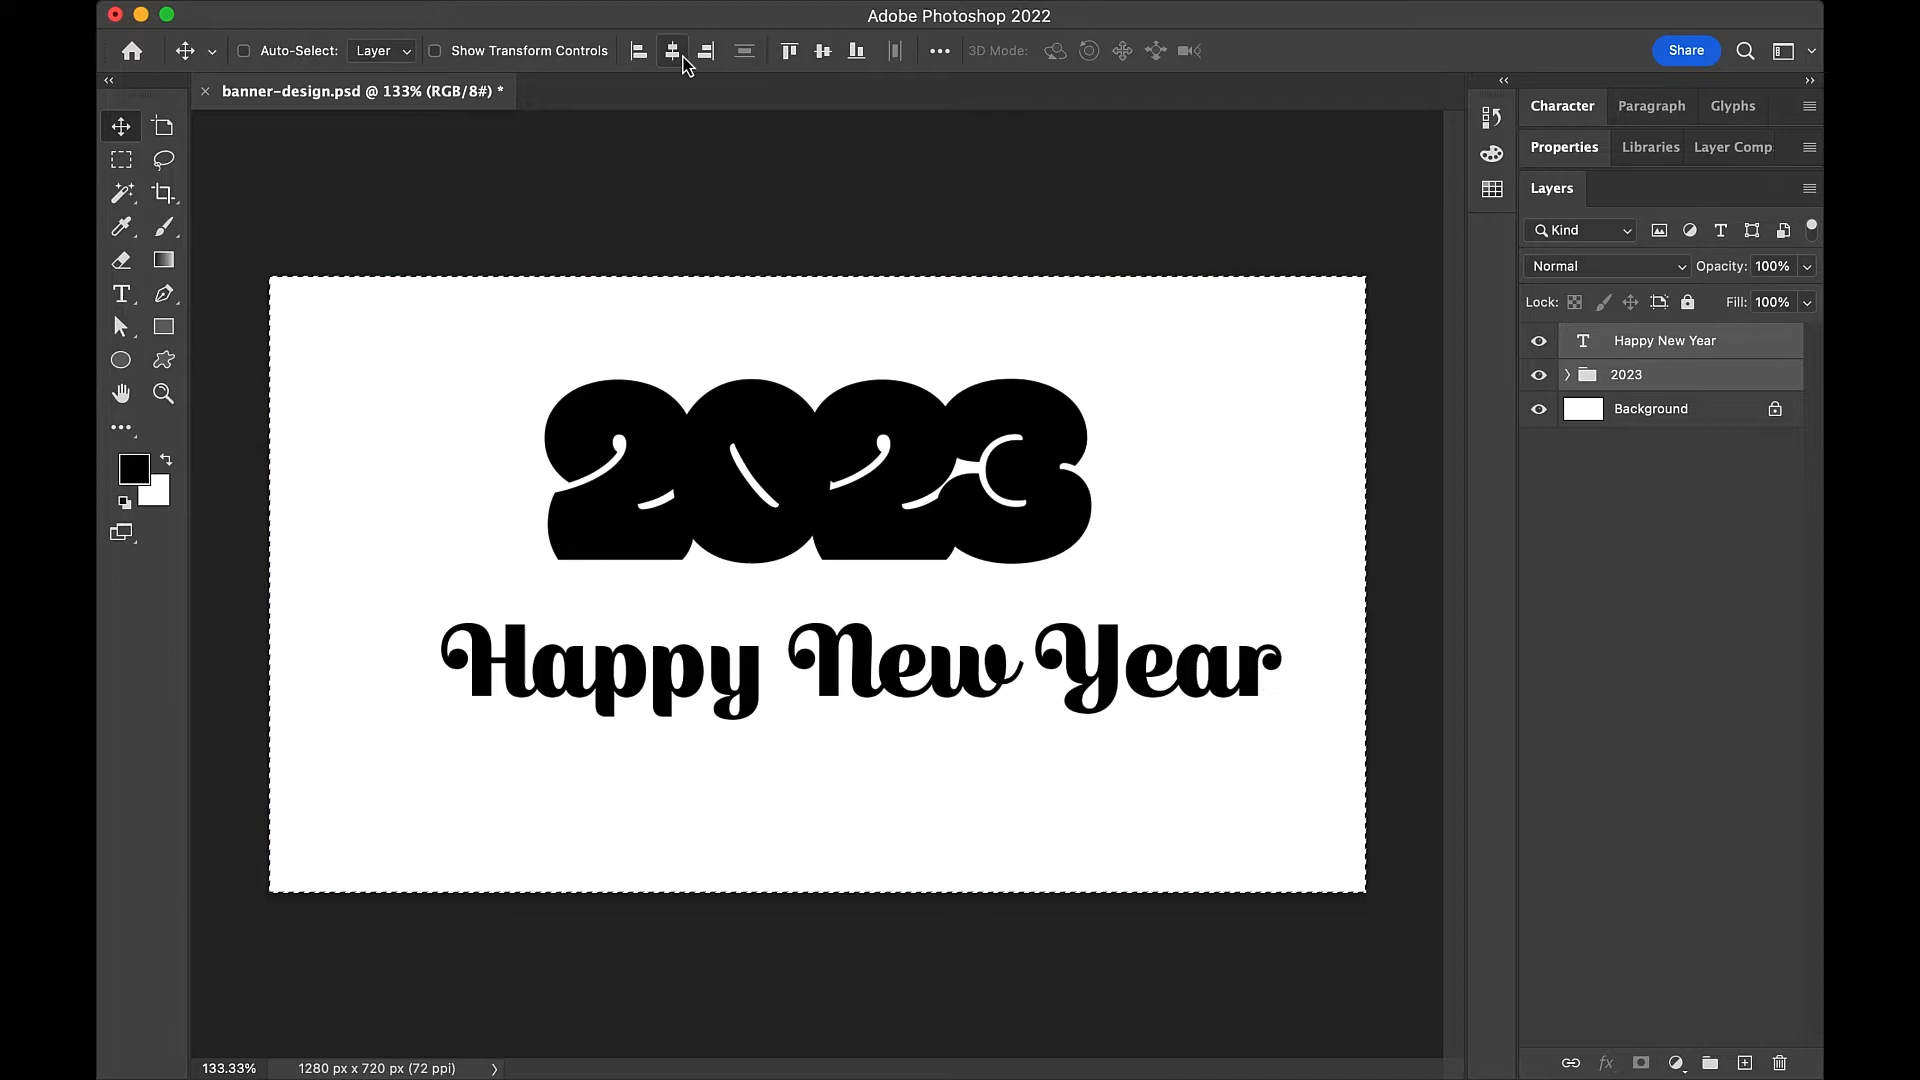 Adobe Photoshop 2022
Auto-Select: Layer Show Transform Controls 3D Mode: Share
banner-design.psd @ 133% (RGB/8#) *
Character Paragraph Glyphs
Properties Libraries Layer Comp
Layers
Kind
Normal Opacity: 100%
Lock: Fill: 100%
Happy New Year
2023
Background
2023
Happy New Year
133.33% 1280 px x 720 px (72 ppi)